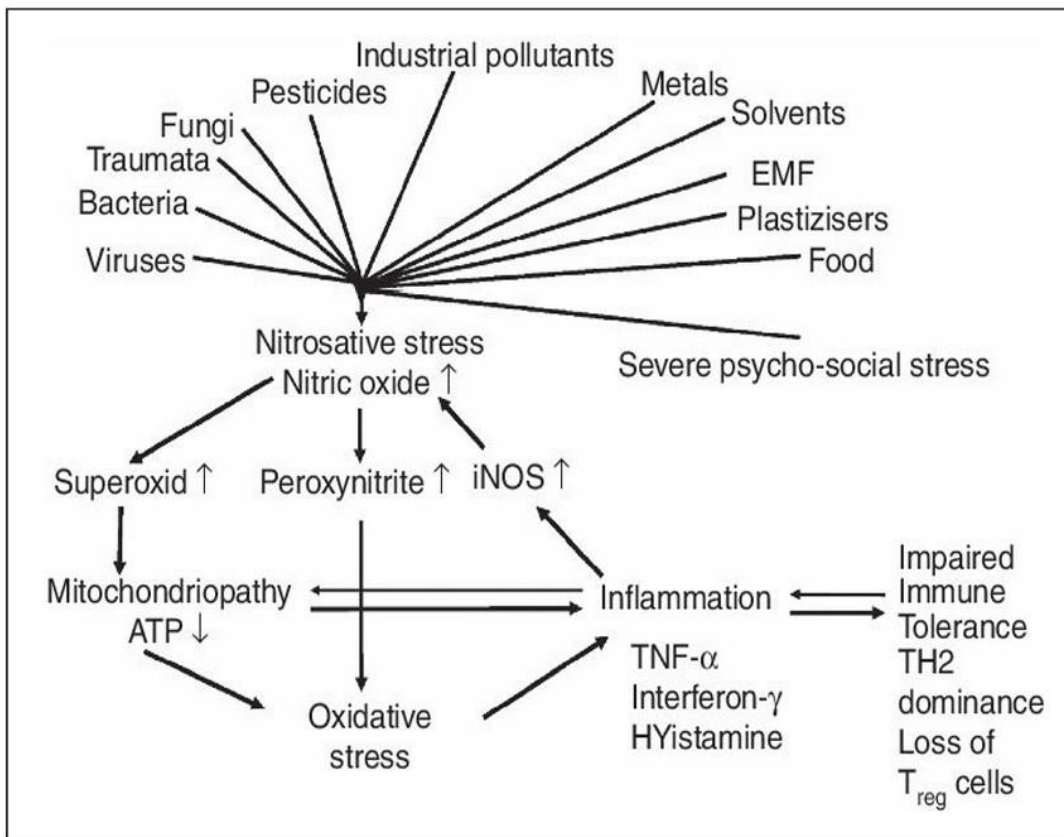 Industrial pollutants
Pesticides
Fungi
Traumata
Bacteria
Viruses
Metals
Solvents
EMF
Plastizisers
Food
Severe psycho-social stress
Nitrosative stress
Nitric oxide ↑
Superoxid ↑
Peroxynitrite ↑
iNOS ↑
Mitochondriopathy
ATP ↓
Oxidative
stress
Inflammation
TNF-α
Interferon-γ
HYistamine
Impaired
Immune
Tolerance
TH2
dominance
Loss of
Treg cells